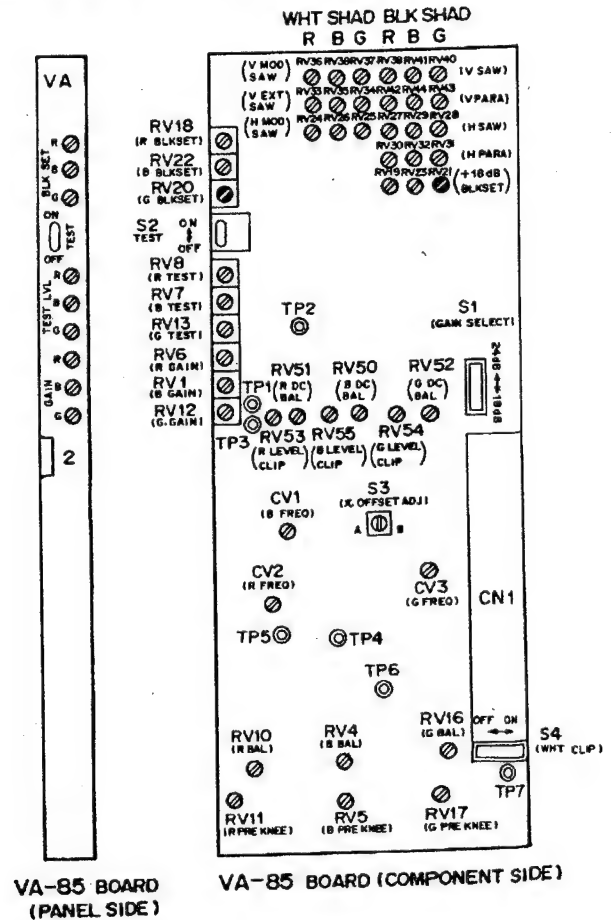 WHT SHAD BLK SHAD
R B G R B G
(V MOD SAW) RV36 RV38 RV37 RV39 RV41 RV40 (V SAW)
(V EXT SAW) RV33 RV35 RV34 RV42 RV44 RV43 (V PARA)
(H MOD SAW) RV24 RV26 RV25 RV27 RV29 RV28 (H SAW)
RV30 RV32 RV31 (H PARA)
RV19 RV23 RV21 (+18dB BLKSET)
VA
R
B
G
BLK SET
ON
TEST
OFF
R
B
G
TEST LVL
R
B
G
GAIN
2
RV18
(R BLKSET)
RV22
(B BLKSET)
RV20
(G BLKSET)
S2
TEST
ON
OFF
RV8
(R TEST)
RV7
(B TEST)
RV13
(G TEST)
RV6
(R GAIN)
RV1
(B GAIN)
RV12
(G.GAIN)
TP2
S1
(GAIN SELECT)
24dB 18dB
TP1
TP3
RV51 RV50 RV52
(R DC BAL) (B DC BAL) (G DC BAL)
RV53 RV55 RV54
(R LEVEL CLIP) (B LEVEL CLIP) (G LEVEL CLIP)
CV1
(B FREQ)
S3
(% OFFSET ADJ)
A B
CV2
(R FREQ)
CV3
(G FREQ)
CN1
TP5 TP4
TP6
RV10
(R BAL)
RV4
(B BAL)
RV16
(G BAL)
OFF ON
S4
(WHT CLIP)
TP7
RV11
(R PRE KNEE)
RV5
(B PRE KNEE)
RV17
(G PRE KNEE)
VA-85 BOARD
(PANEL SIDE)
VA-85 BOARD (COMPONENT SIDE)